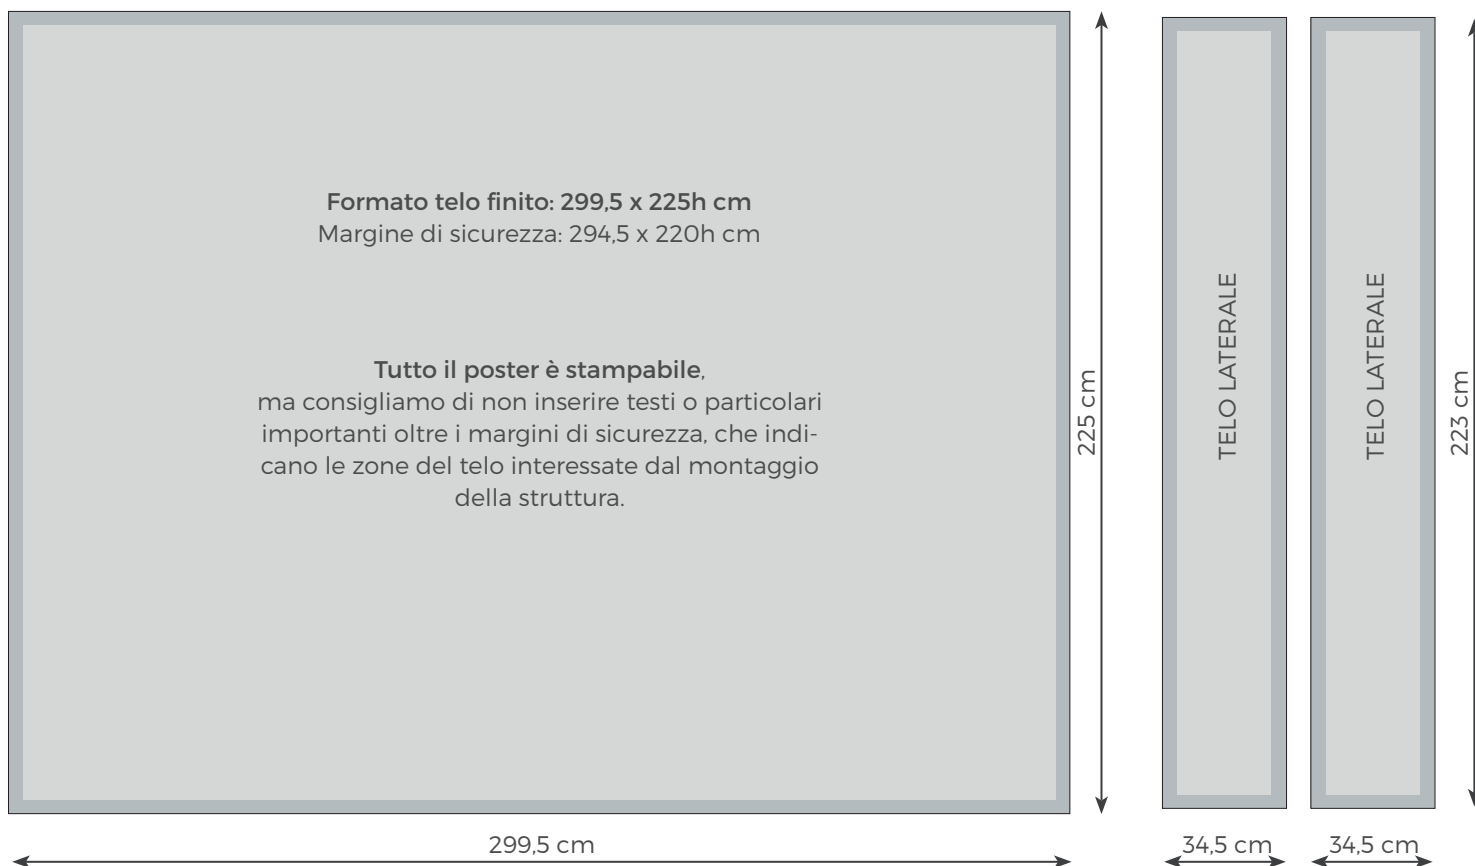 Formato telo finito: 299,5 x 225h cm
Margine di sicurezza: 294,5 x 220h cm
Tutto il poster è stampabile,
ma consigliamo di non inserire testi o particolari
importanti oltre i margini di sicurezza, che indi-
cano le zone del telo interessate dal montaggio
della struttura.
225 cm
299,5 cm
TELO LATERALE
TELO LATERALE
223 cm
34,5 cm
34,5 cm